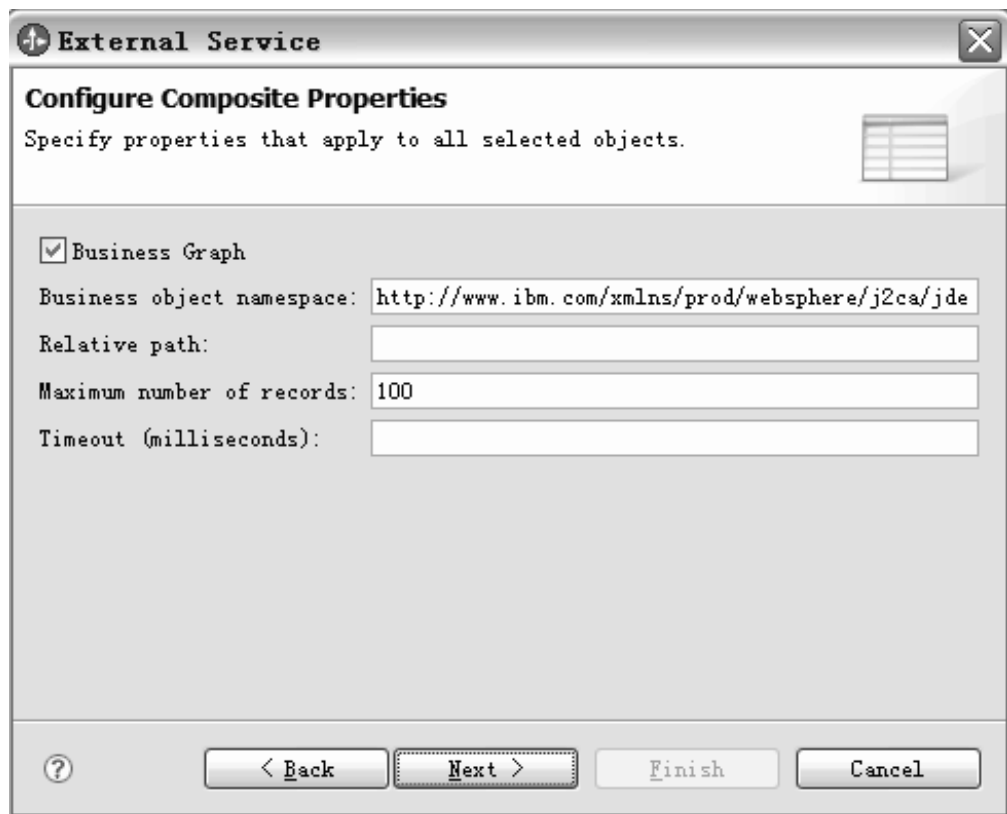 External Service
Configure Composite Properties
Specify properties that apply to all selected objects.
Business Graph
Business object namespace: http://www.ibm.com/xmlns/prod/websphere/j2ca/jde
Relative path:
Maximum number of records: 100
Timeout (milliseconds):
? < Back Next > Finish Cancel